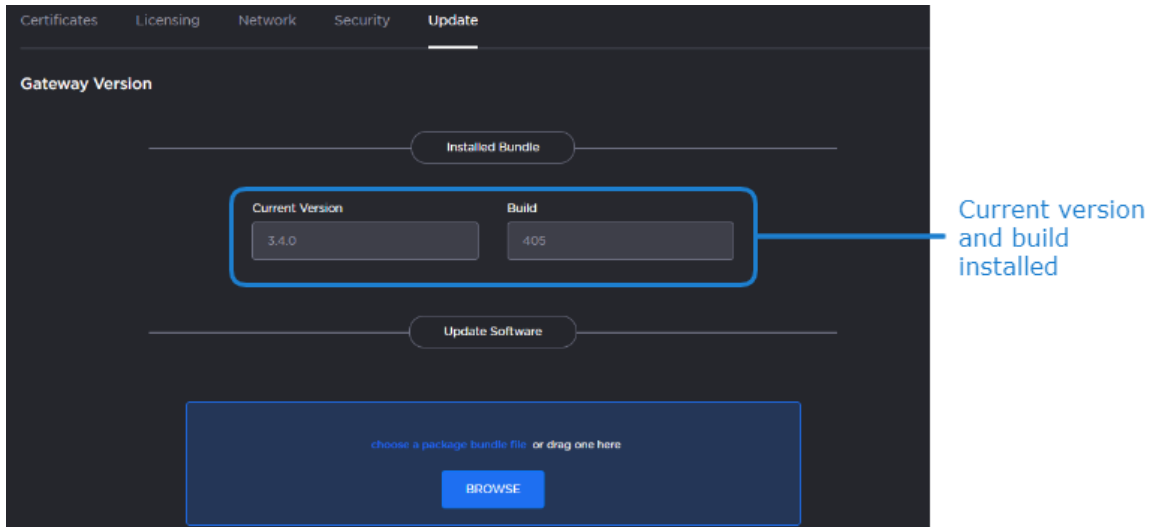 Certificates Licensing Network Security Update
Gateway Version
Installed Bundle
Current Version Build
3.4.0 405
Current version
and build
installed
Update Software
choose a package bundle file or drag one here
BROWSE